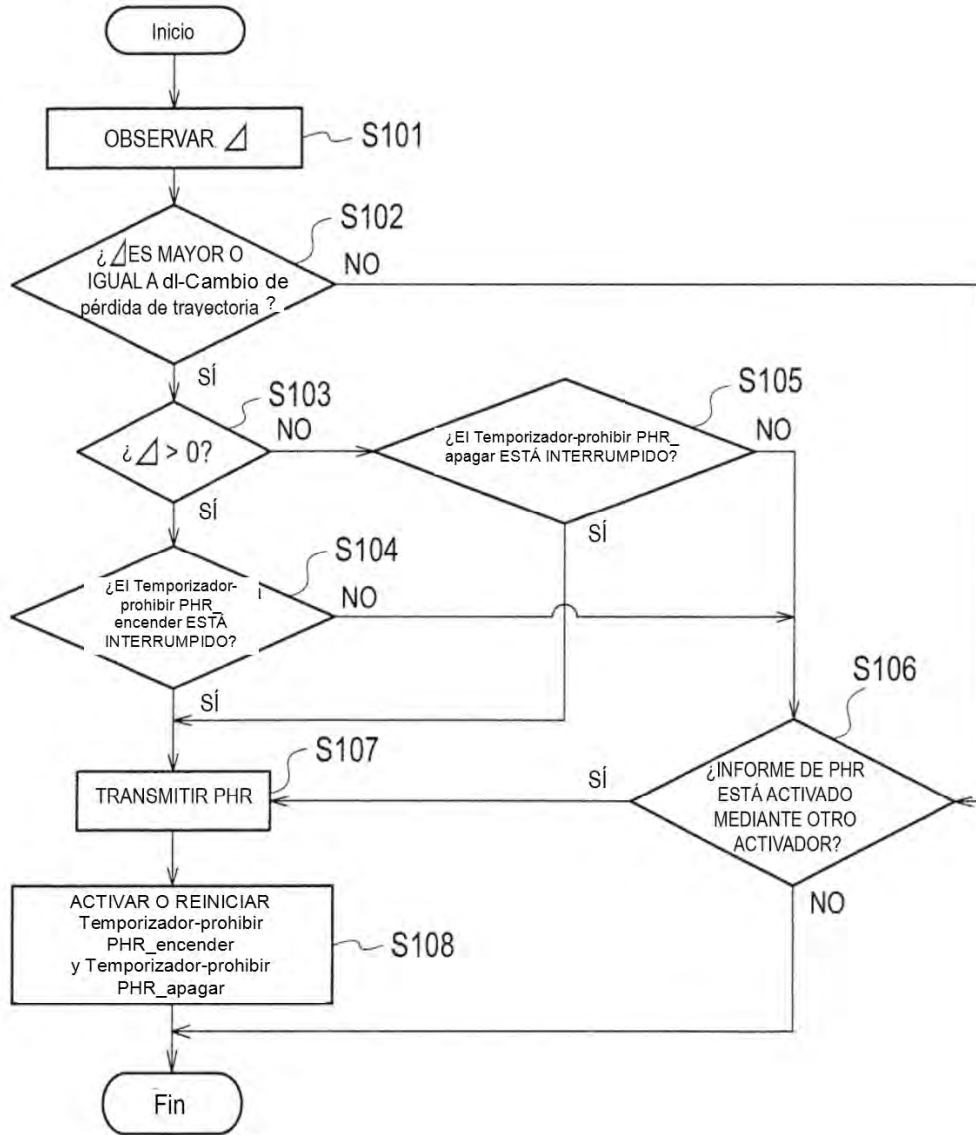 Inicio
OBSERVAR ⊿
S101
S102
¿⊿ES MAYOR O
IGUAL A dl-Cambio de
pérdida de trayectoria ?
NO
SÍ
S103
¿⊿ > 0?
NO
SÍ
S105
¿El Temporizador-prohibir PHR_
apagar ESTÁ INTERRUMPIDO?
NO
SÍ
S104
¿El Temporizador-
prohibir PHR_
encender ESTÁ
INTERRUMPIDO?
NO
SÍ
S106
¿INFORME DE PHR
ESTÁ ACTIVADO
MEDIANTE OTRO
ACTIVADOR?
SÍ
NO
S107
TRANSMITIR PHR
ACTIVAR O REINICIAR
Temporizador-prohibir
PHR_encender
y Temporizador-prohibir
PHR_apagar
S108
Fin